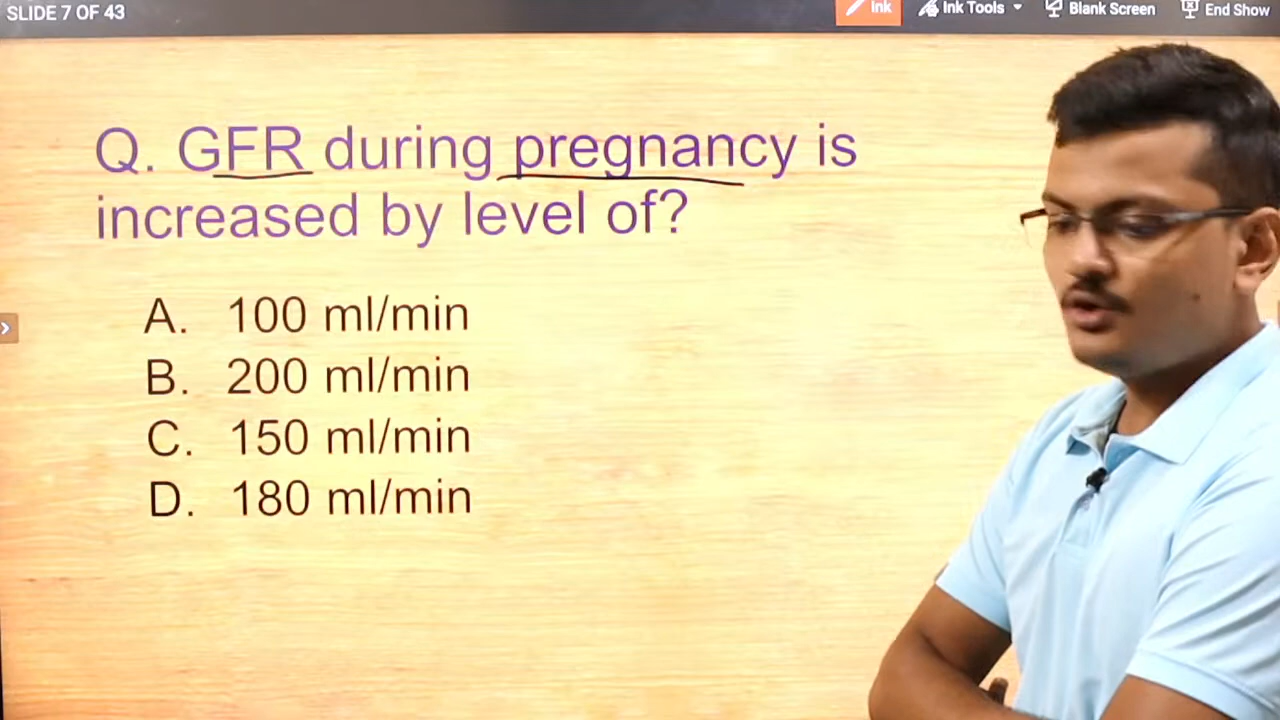 SLIDE 7 OF 43
Ink
Ink Tools
Blank Screen
End Show
Q. GFR during pregnancy is
increased by level of?
A. 100 ml/min
B. 200 ml/min
C. 150 ml/min
D. 180 ml/min